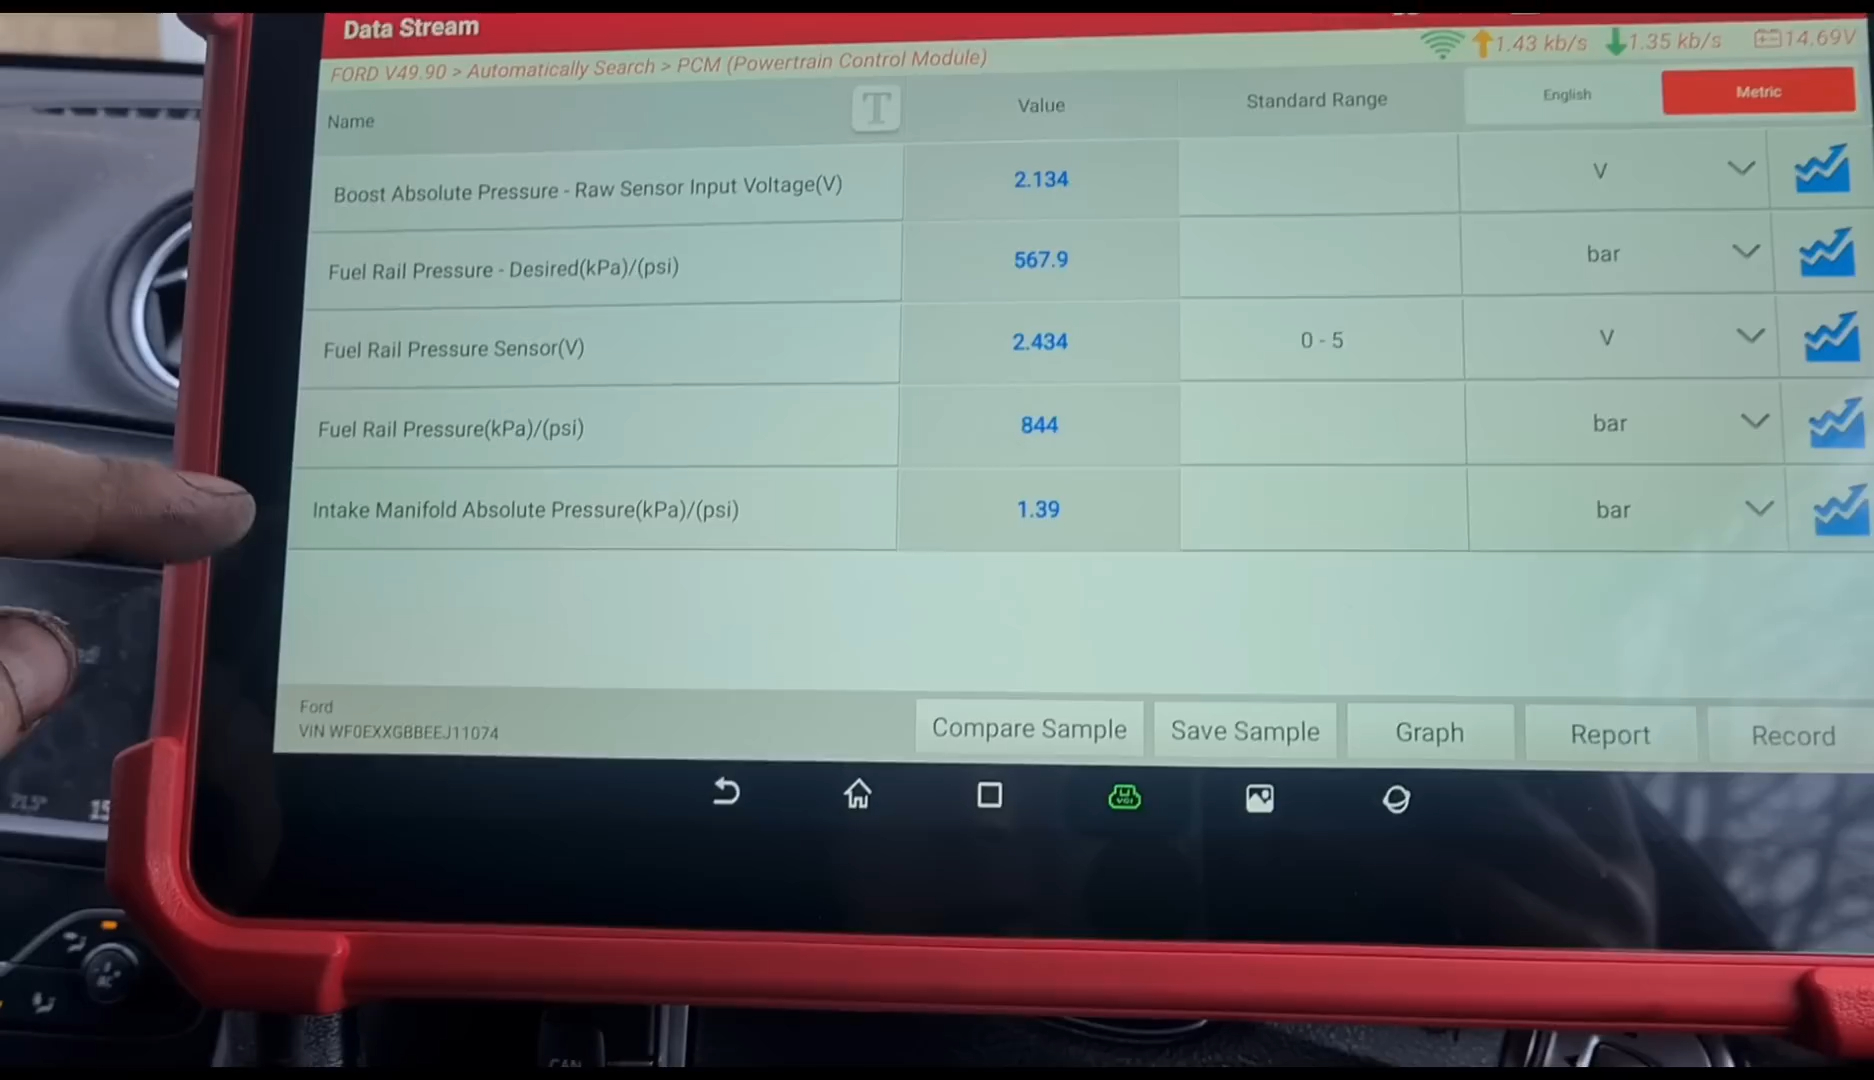 Data Stream
FORD V49.90 > Automatically Search > PCM (Powertrain Control Module)
1.43 kb/s 1.35 kb/s 14.69V
Name T Value Standard Range English Metric
Boost Absolute Pressure - Raw Sensor Input Voltage(V) 2.134 V
Fuel Rail Pressure - Desired(kPa)/(psi) 567.9 bar
Fuel Rail Pressure Sensor(V) 2.434 0 - 5 V
Fuel Rail Pressure(kPa)/(psi) 844 bar
Intake Manifold Absolute Pressure(kPa)/(psi) 1.39 bar
Ford
VIN WF0EXXGBBEEJ11074
Compare Sample Save Sample Graph Report Record
VCI
21.5°